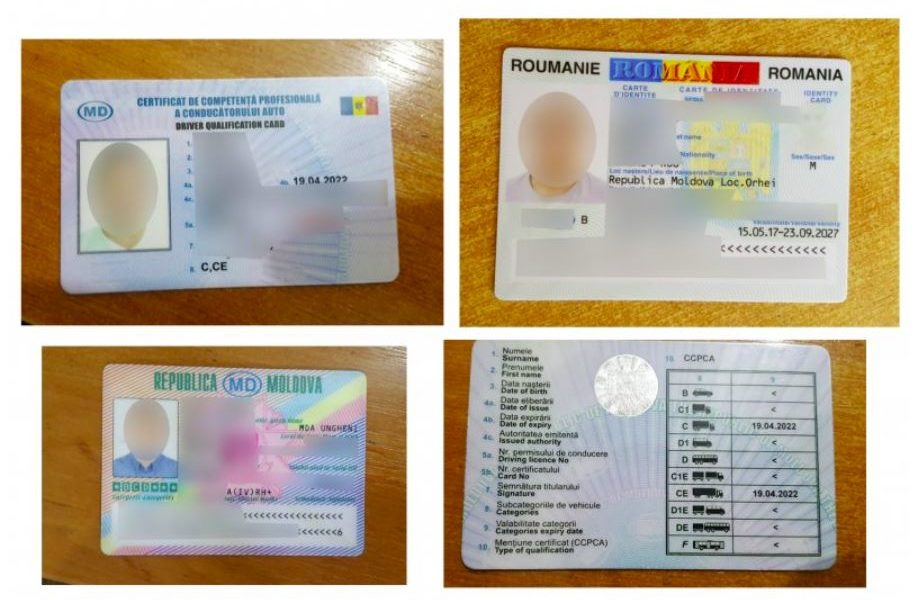 MD
CERTIFICAT DE COMPETENȚĂ PROFESIONALĂ
A CONDUCĂTORULUI AUTO
DRIVER QUALIFICATION CARD
1.
2.
3.
4a.
19.04.2022
4c.
5a.
7.
C,CE
ROUMANIE ROMANIA ROMANIA
CARTE D'IDENTITE
CARTE DE IDENTITATE
IDENTITY CARD
Nationality
Sex/Sexe/Sex
M
Loc nastere/Lieu de naissance/Place of birth
Republica Moldova Loc.Orhei
B
15.05.17-23.09.2027
<<<<<<<<<<<<<
REPUBLICA MD MOLDOVA
MDA UNGHENI
A(IV)RH+
<<<<<<<<<<<<<
<<<<<<6
1. Numele
Surname
2. Prenumele
First name
3. Data nașterii
Date of birth
4a. Data eliberării
Date of issue
4b. Data expirării
Date of expiry
4c. Autoritatea emitentă
Issued authority
5a. Nr. permisului de conducere
Driving licence No
5b. Nr. certificatului
Card No
7. Semnătura titularului
Signature
8. Subcategoriile de vehicule
Categories
9. Valabilitate categorii
Categories expiry date
10. Mențiune certificat (CCPCA)
Type of qualification
10. CCPCA
8 9
B <
C1 <
C 19.04.2022
D1 <
D <
C1E <
CE 19.04.2022
D1E <
DE <
F <